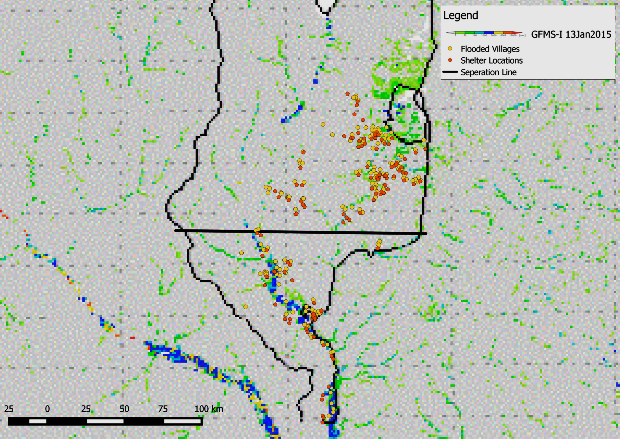 Legend
GFMS-I 13Jan2015
Flooded Villages
Shelter Locations
Seperation Line
25 0 25 50 75 100 km